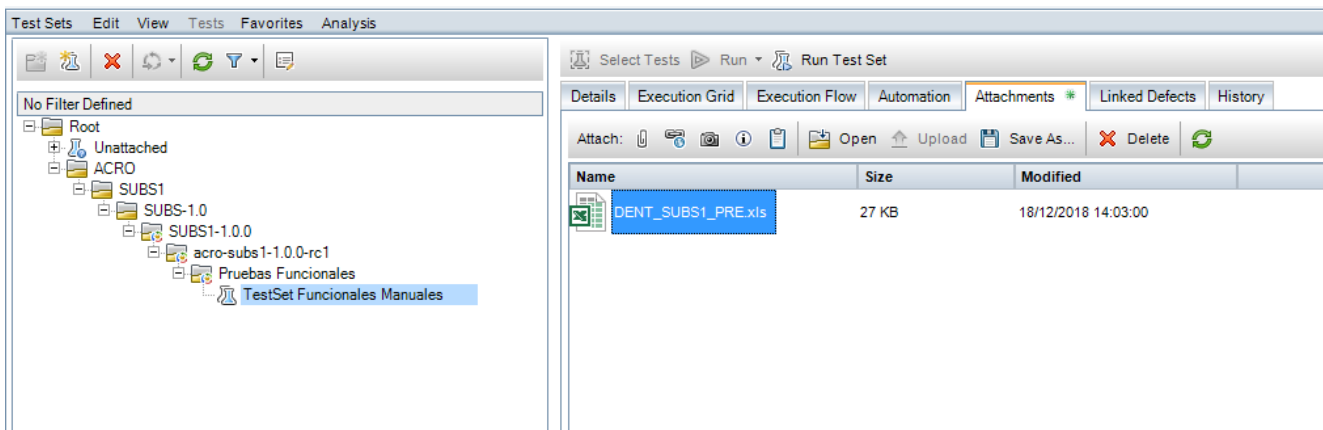 Test Sets Edit View Tests Favorites Analysis
Select Tests Run Run Test Set
No Filter Defined
Root
Unattached
ACRO
SUBS1
SUBS-1.0
SUBS1-1.0.0
acro-subs1-1.0.0-rc1
Pruebas Funcionales
TestSet Funcionales Manuales
Details Execution Grid Execution Flow Automation Attachments Linked Defects History
Attach: Open Upload Save As... Delete
Name Size Modified
DENT_SUBS1_PRE.xls 27 KB 18/12/2018 14:03:00